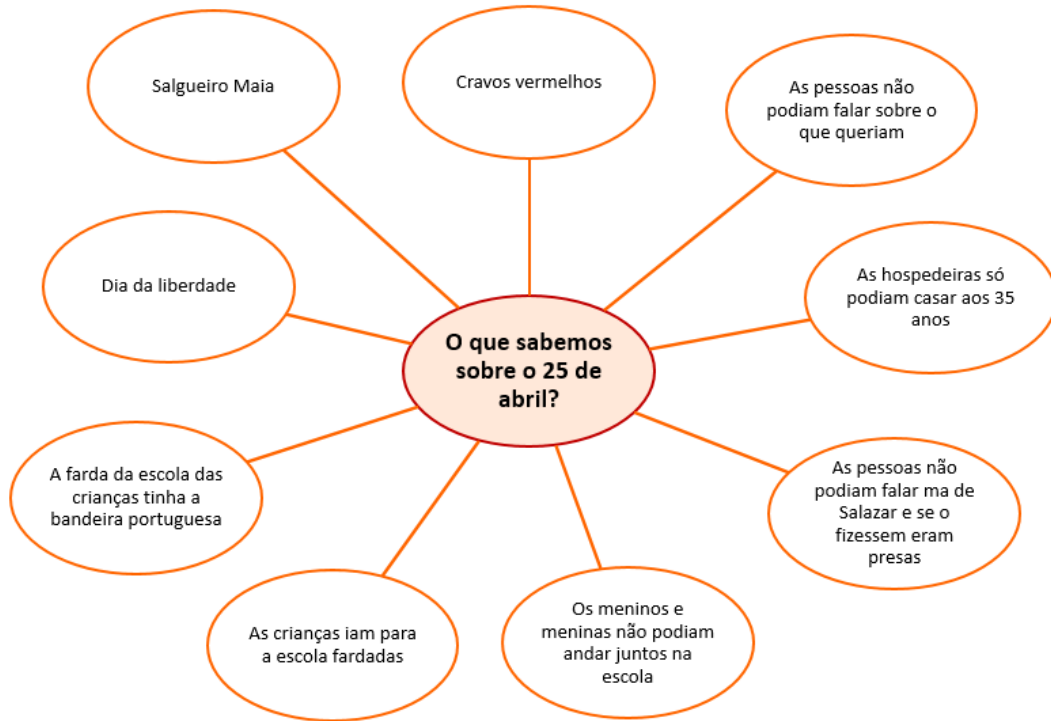 Salgueiro Maia
Cravos vermelhos
As pessoas não
podiam falar sobre o
que queriam
Dia da liberdade
As hospedeiras só
podiam casar aos 35
anos
O que sabemos
sobre o 25 de
abril?
A farda da escola das
crianças tinha a
bandeira portuguesa
As pessoas não
podiam falar ma de
Salazar e se o
fizessem eram
presas
As crianças iam para
a escola fardadas
Os meninos e
meninas não podiam
andar juntos na
escola